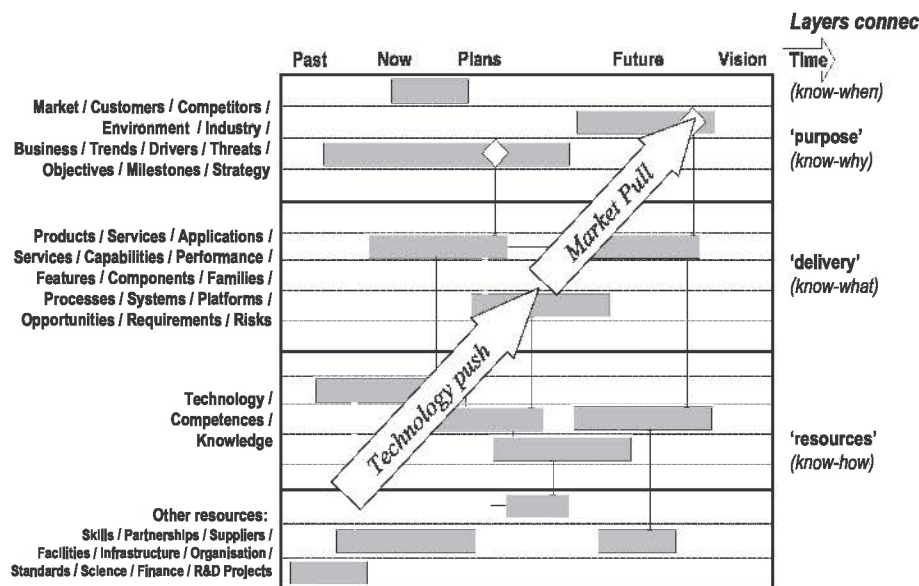 Layers connec
Past Now Plans Future Vision Time
(know-when)
Market / Customers / Competitors /
Environment / Industry /
Business / Trends / Drivers / Threats /
Objectives / Milestones / Strategy
'purpose'
(know-why)
Market Pull
Products / Services / Applications /
Services / Capabilities / Performance /
Features / Components / Families /
Processes / Systems / Platforms /
Opportunities / Requirements / Risks
'delivery'
(know-what)
Technology push
Technology /
Competences /
Knowledge
'resources'
(know-how)
Other resources:
Skills / Partnerships / Suppliers /
Facilities / Infrastructure / Organisation /
Standards / Science / Finance / R&D Projects